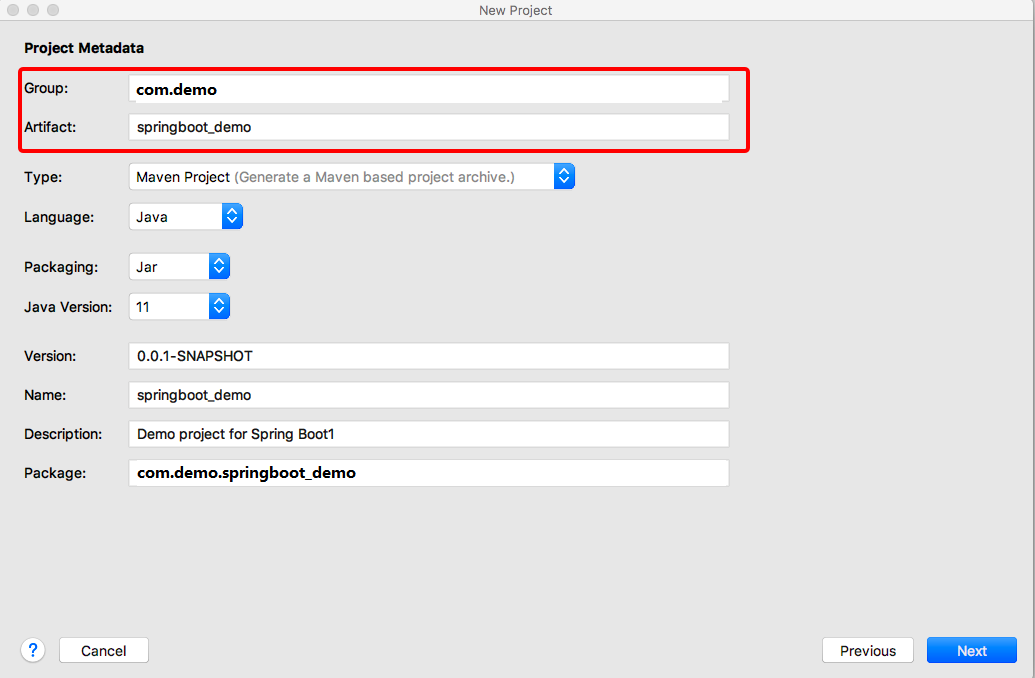 New Project
Project Metadata
Group: com.demo
Artifact: springboot_demo
Type: Maven Project (Generate a Maven based project archive.)
Language: Java
Packaging: Jar
Java Version: 11
Version: 0.0.1-SNAPSHOT
Name: springboot_demo
Description: Demo project for Spring Boot1
Package: com.demo.springboot_demo
? Cancel Previous Next